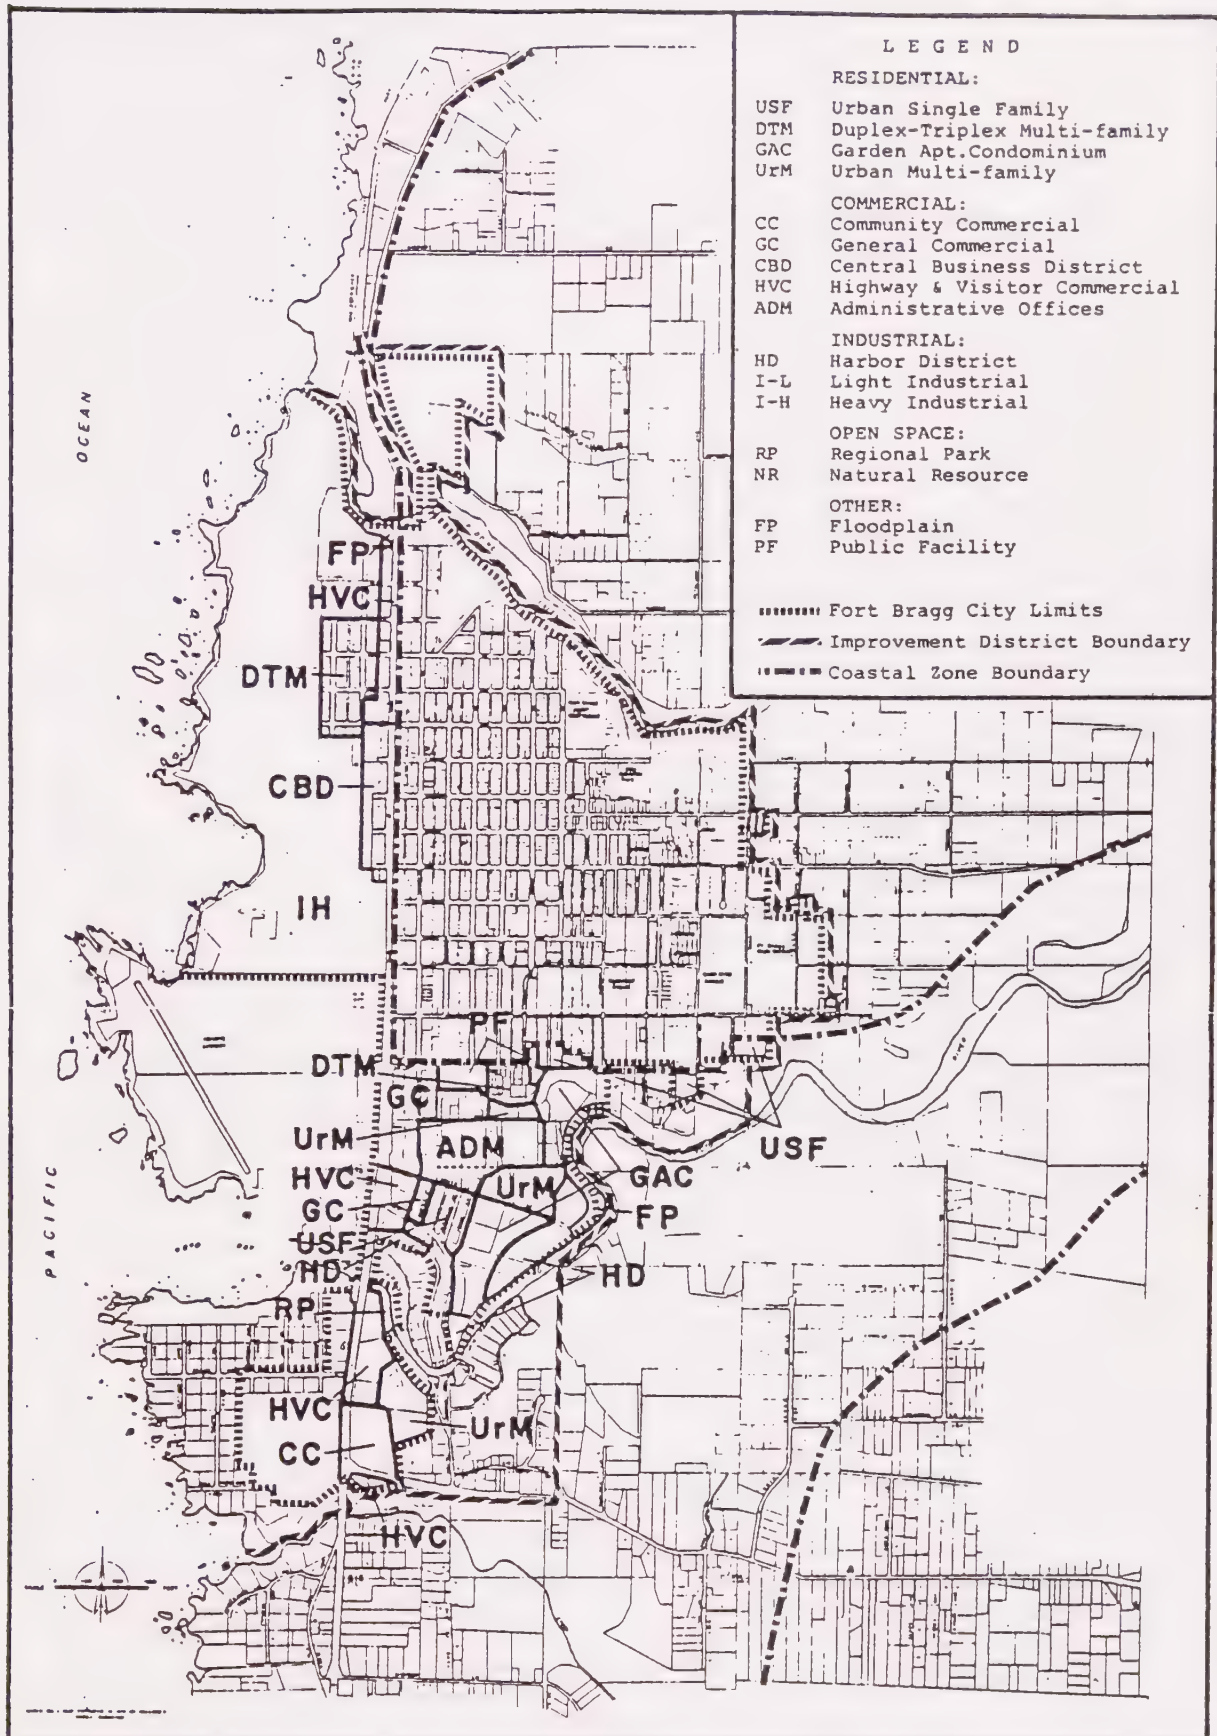 LEGEND
RESIDENTIAL:
USF Urban Single Family
DTM Duplex-Triplex Multi-family
GAC Garden Apt.Condominium
UrM Urban Multi-family
COMMERCIAL:
CC Community Commercial
GC General Commercial
CBD Central Business District
HVC Highway & Visitor Commercial
ADM Administrative Offices
INDUSTRIAL:
HD Harbor District
I-L Light Industrial
I-H Heavy Industrial
OPEN SPACE:
RP Regional Park
NR Natural Resource
OTHER:
FP Floodplain
PF Public Facility
Fort Bragg City Limits
Improvement District Boundary
Coastal Zone Boundary
OCEAN
FP
HVC
DTM
CBD
IH
PF
DTM
GC
UrM
ADM
USF
HVC
UrM
GAC
GC
FP
USF
HD
HD
RP
PACIFIC
HVC
UrM
CC
HVC